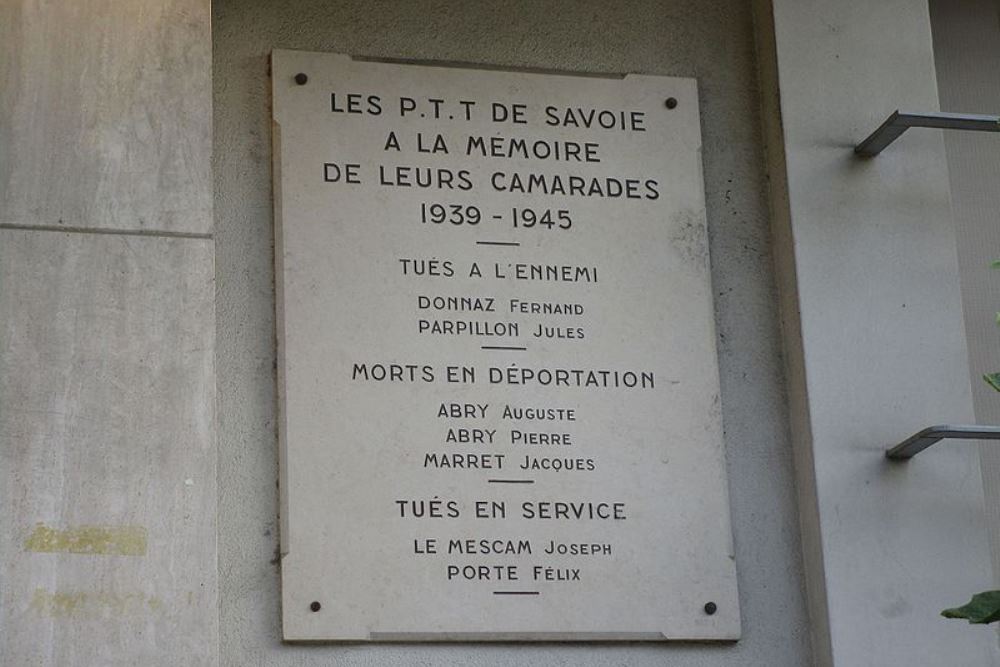 LES P.T.T DE SAVOIE
A LA MÉMOIRE
DE LEURS CAMARADES
1939 - 1945
TUÉS A L'ENNEMI
DONNAZ FERNAND
PARPILLON JULES
MORTS EN DÉPORTATION
ABRY AUGUSTE
ABRY PIERRE
MARRET JACQUES
TUÉS EN SERVICE
LE MESCAM JOSEPH
PORTE FÉLIX